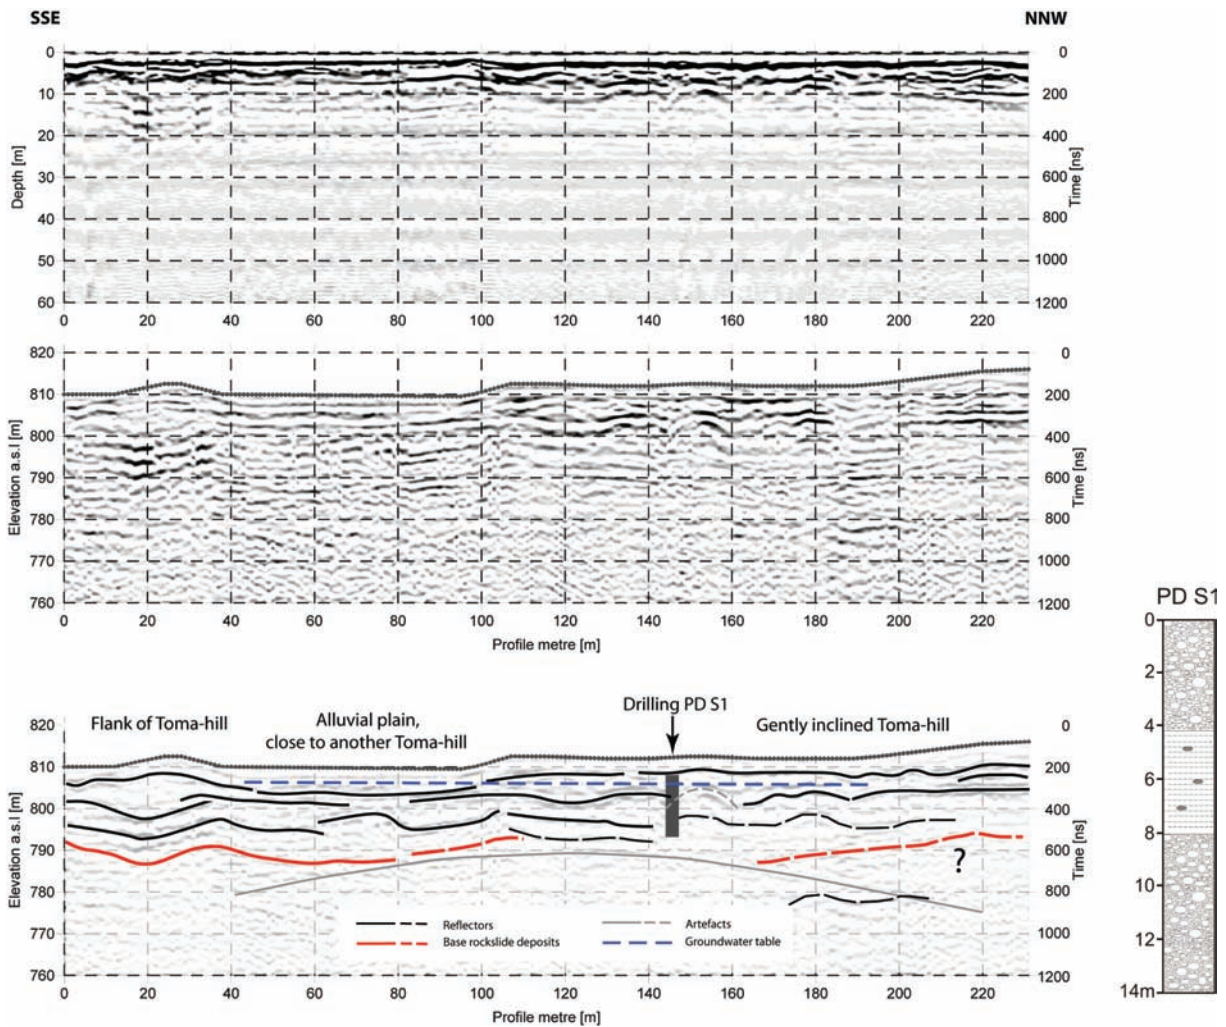 SSE NNW
0 0
10 200
20 400
30 600
40 800
50 1000
60 1200
Depth [m] Time [ns]
0 20 40 60 80 100 120 140 160 180 200 220
820 0
810 200
800 400
790 600
780 800
770 1000
760 1200
Elevation a.s.l [m] Time [ns]
0 20 40 60 80 100 120 140 160 180 200 220
Profile metre [m]
Drilling PD S1
Flank of Toma-hill Alluvial plain, Gently inclined Toma-hill
close to another Toma-hill
820 0
810 200
800 400
790 600
780 800
770 1000
760 1200
Elevation a.s.l [m] Time [ns]
?
Reflectors Artefacts
Base rockslide deposits Groundwater table
0 20 40 60 80 100 120 140 160 180 200 220
Profile metre [m]
PD S1
0
2
4
6
8
10
12
14m